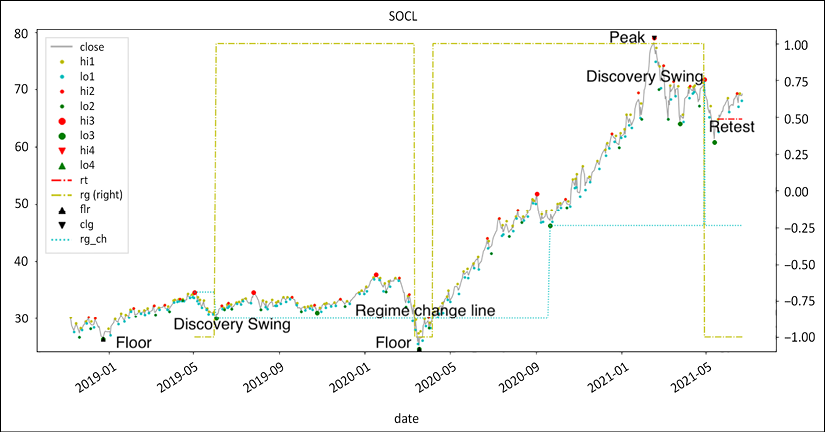 SOCL
80
70
60
50
40
30
close
hi1
lo1
hi2
lo2
hi3
lo3
hi4
lo4
rt
rg (right)
flr
clg
rg_ch
Peak
Discovery Swing
Retest
Regime change line
Discovery Swing
Floor
Floor
1.00
0.75
0.50
0.25
0.00
−0.25
−0.50
−0.75
−1.00
2019-01
2019-05
2019-09
2020-01
2020-05
2020-09
2021-01
2021-05
date